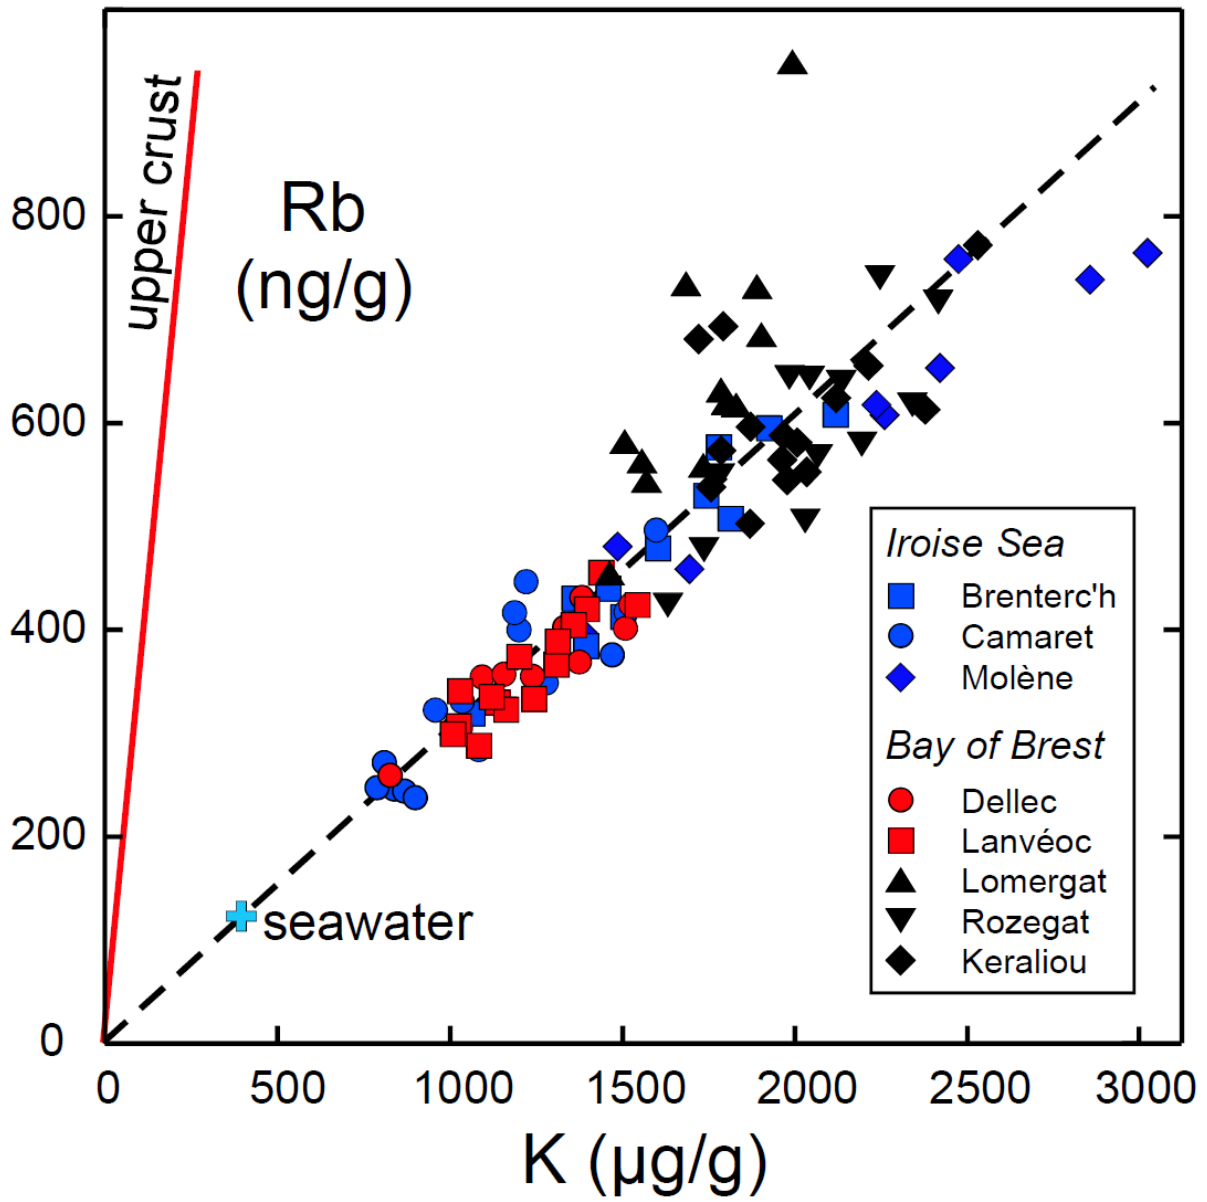 upper crust
Rb
(ng/g)
800
600
400
200
0
seawater
Iroise Sea
Brenterc'h
Camaret
Molène
Bay of Brest
Dellec
Lanvéoc
Lomergat
Rozegat
Keraliou
0 500 1000 1500 2000 2500 3000
K (µg/g)